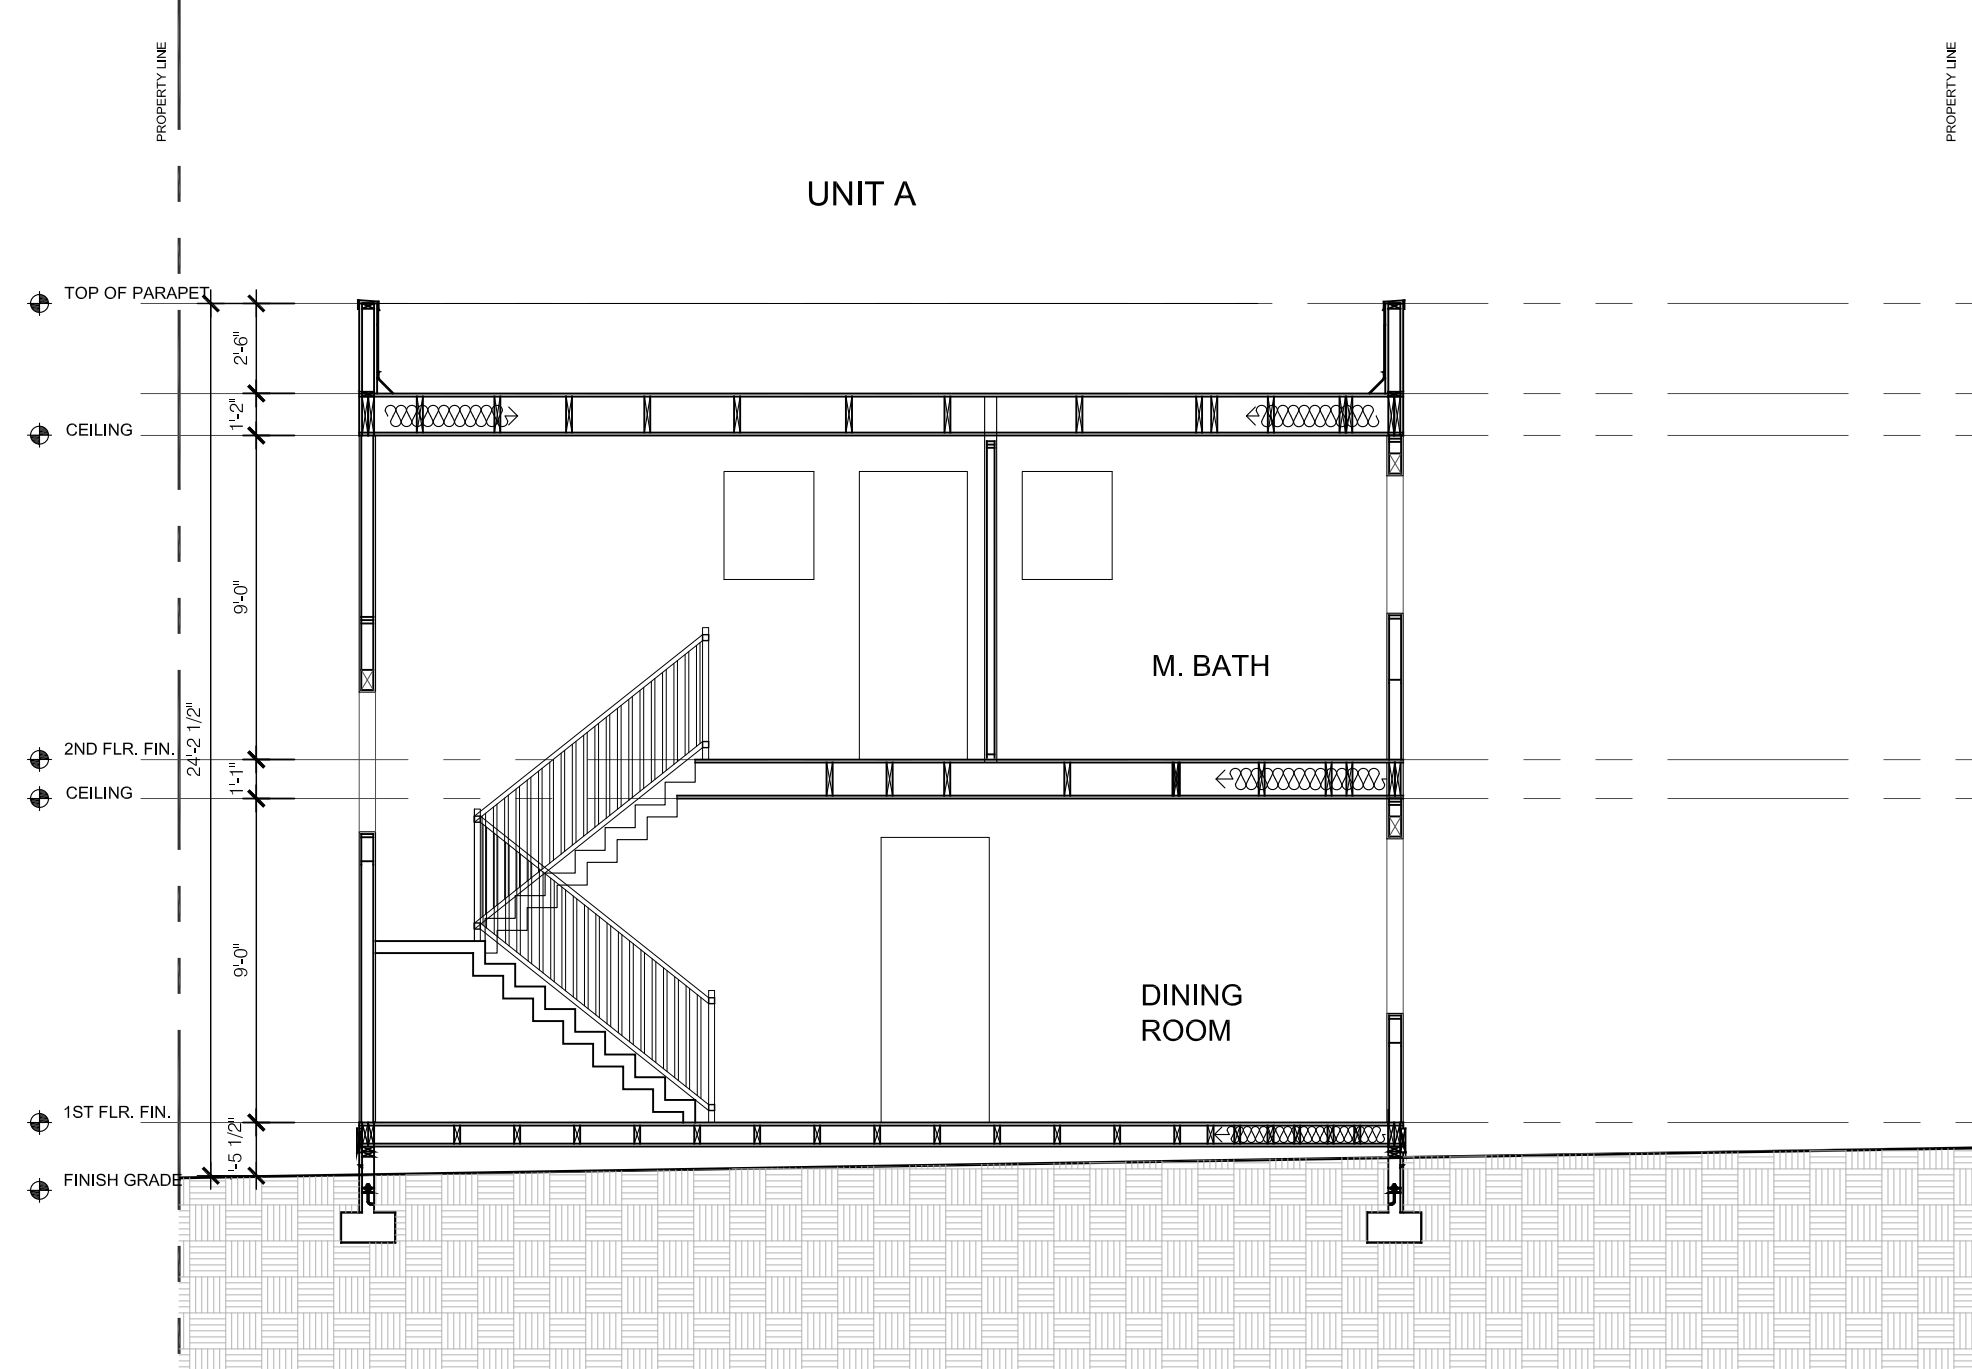 PROPERTY LINE
PROPERTY LINE
UNIT A
TOP OF PARAPET
2'-6"
1'-2"
CEILING
9'-0"
M. BATH
24'-2 1/2"
2ND FLR. FIN.
1'-1"
CEILING
9'-0"
DINING
ROOM
1ST FLR. FIN.
'-5 1/2"
FINISH GRADE